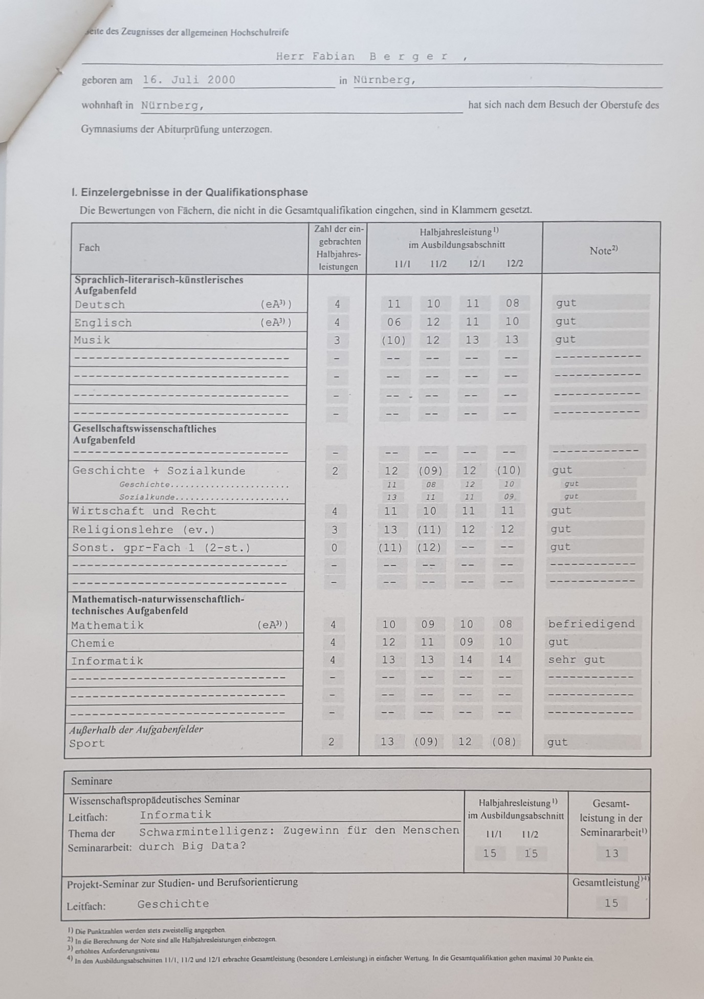 eite des Zeugnisses der allgemeinen Hochschulreife
Herr Fabian B e r g e r ,
geboren am 16. Juli 2000 in Nürnberg,
wohnhaft in Nürnberg, hat sich nach dem Besuch der Oberstufe des
Gymnasiums der Abiturprüfung unterzogen.
I. Einzelergebnisse in der Qualifikationsphase
Die Bewertungen von Fächern, die nicht in die Gesamtqualifikation eingehen, sind in Klammern gesetzt.
Fach
Zahl der ein-
gebrachten
Halbjahres-
leistungen
Halbjahresleistung1)
im Ausbildungsabschnitt
11/1 11/2 12/1 12/2
Note2)
Sprachlich-literarisch-künstlerisches
Aufgabenfeld
Deutsch (eA3)) 4 11 10 11 08 gut
Englisch (eA3)) 4 06 12 11 10 gut
Musik 3 (10) 12 13 13 gut
------------------------------ - -- -- -- -- ------------
------------------------------ - -- -- -- -- ------------
------------------------------ - -- -- -- -- ------------
------------------------------ - -- -- -- -- ------------
Gesellschaftswissenschaftliches
Aufgabenfeld
------------------------------ - -- -- -- -- ------------
Geschichte + Sozialkunde 2 12 (09) 12 (10) gut
Geschichte....................... 11 08 12 10 gut
Sozialkunde...................... 13 11 11 09 gut
Wirtschaft und Recht 4 11 10 11 11 gut
Religionslehre (ev.) 3 13 (11) 12 12 gut
Sonst. gpr-Fach 1 (2-st.) 0 (11) (12) -- -- gut
------------------------------ - -- -- -- -- ------------
------------------------------ - -- -- -- -- ------------
Mathematisch-naturwissenschaftlich-
technisches Aufgabenfeld
Mathematik (eA3)) 4 10 09 10 08 befriedigend
Chemie 4 12 11 09 10 gut
Informatik 4 13 13 14 14 sehr gut
------------------------------ - -- -- -- -- ------------
------------------------------ - -- -- -- -- ------------
------------------------------ - -- -- -- -- ------------
Außerhalb der Aufgabenfelder
Sport 2 13 (09) 12 (08) gut
Seminare
Wissenschaftspropädeutisches Seminar
Leitfach: Informatik
Thema der Schwarmintelligenz: Zugewinn für den Menschen
Seminararbeit: durch Big Data?
Halbjahresleistung1)
im Ausbildungsabschnitt
11/1 11/2
15 15
Gesamt-
leistung in der
Seminararbeit1)
13
Projekt-Seminar zur Studien- und Berufsorientierung
Leitfach: Geschichte
Gesamtleistung1)4)
15
1) Die Punktzahlen werden stets zweistellig angegeben.
2) In die Berechnung der Note sind alle Halbjahresleistungen einbezogen.
3) erhöhtes Anforderungsniveau
4) In den Ausbildungsabschnitten 11/1, 11/2 und 12/1 erbrachte Gesamtleistung (besondere Lernleistung) in einfacher Wertung. In die Gesamtqualifikation gehen maximal 30 Punkte ein.